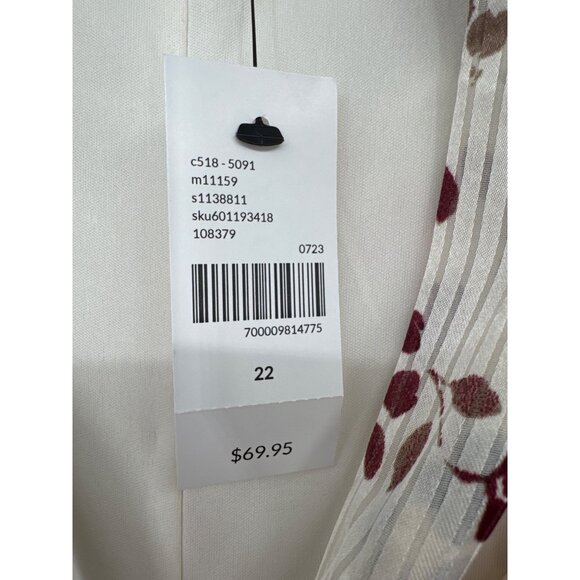 c518 - 5091
m11159
s1138811
sku601193418
108379
0723
700009814775
22
$69.95